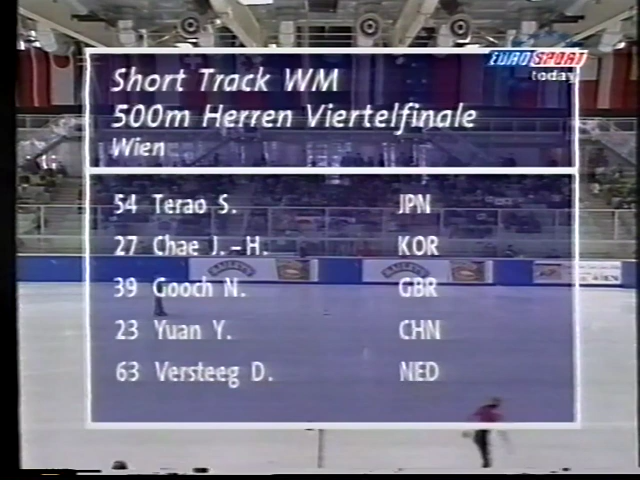 EUROSPORT
today
Short Track WM
500m Herren Viertelfinale
Wien
54 Terao S. JPN
27 Chae J.-H. KOR
39 Gooch N. GBR
23 Yuan Y. CHN
63 Versteeg D. NED